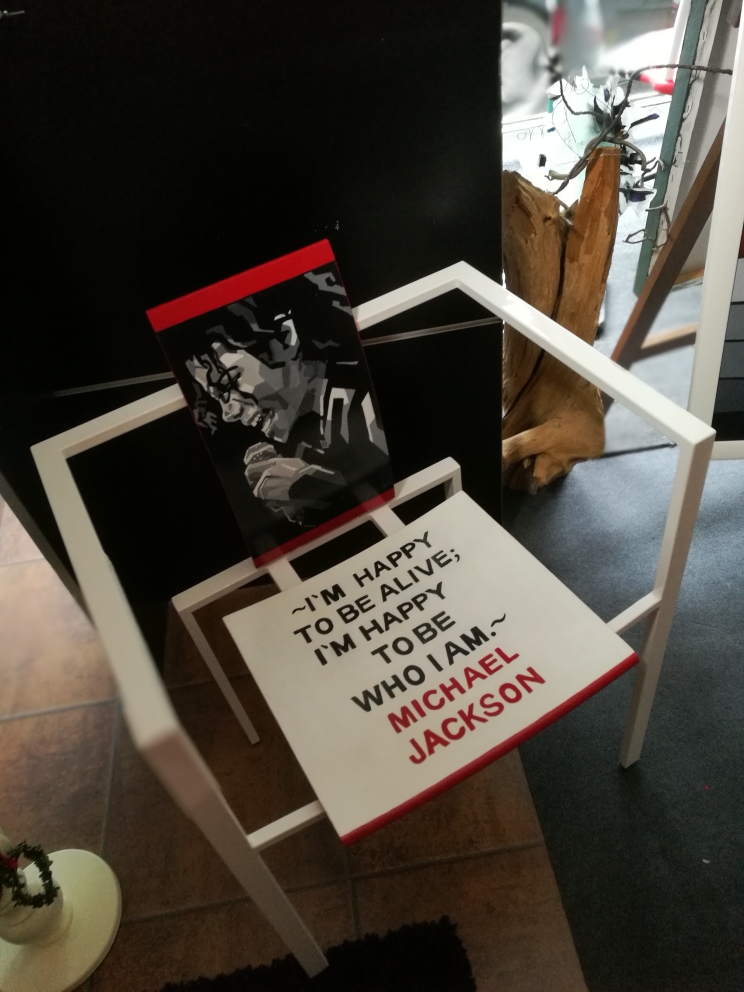 ~I`M HAPPY
TO BE ALIVE;
I`M HAPPY
TO BE
WHO I AM.~
MICHAEL
JACKSON